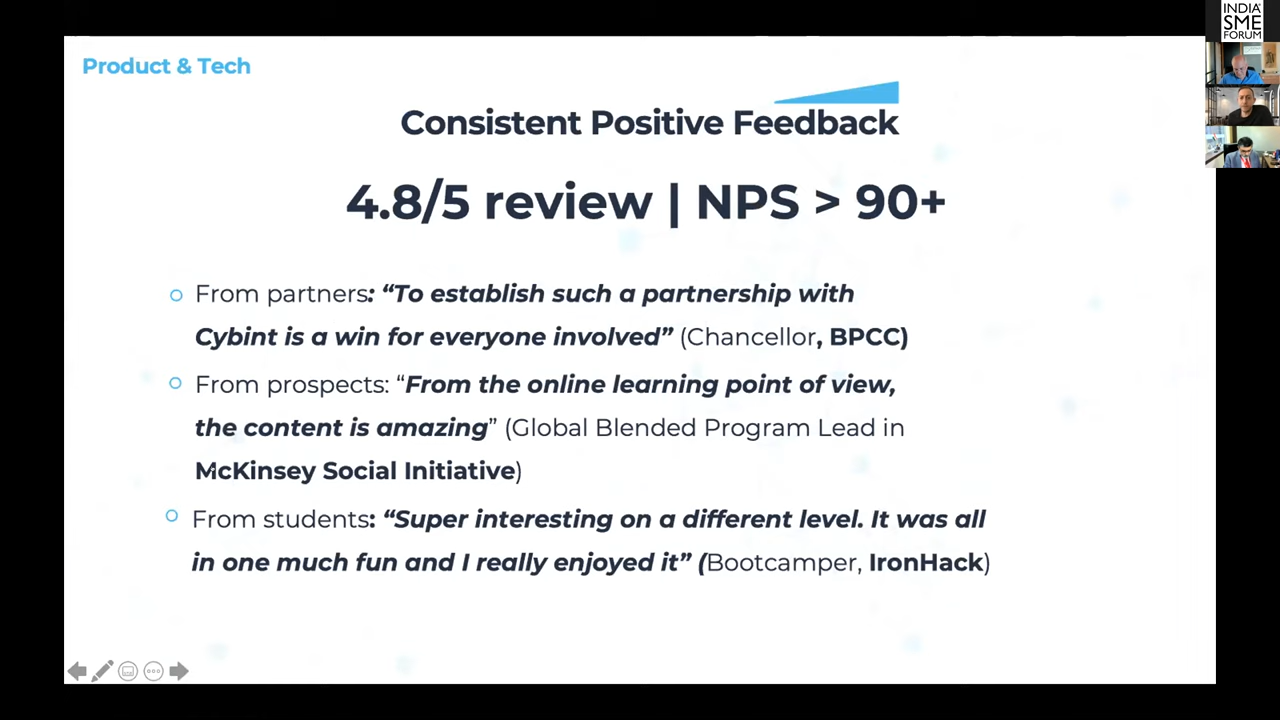 INDIA
SME
FORUM
Product & Tech
Consistent Positive Feedback
4.8/5 review | NPS > 90+
From partners: “To establish such a partnership with
Cybint is a win for everyone involved” (Chancellor, BPCC)
From prospects: “From the online learning point of view,
the content is amazing” (Global Blended Program Lead in
McKinsey Social Initiative)
From students: “Super interesting on a different level. It was all
in one much fun and I really enjoyed it” (Bootcamper, IronHack)